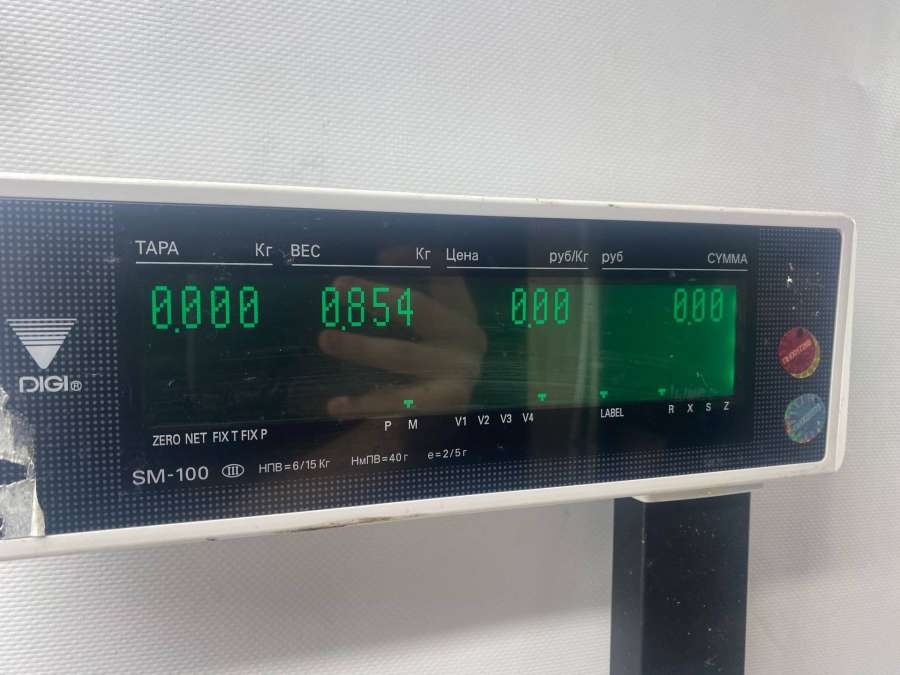 ТАРА Кг ВЕС Кг Цена руб/Кг руб СУММА
0.000 0.854 0.00 0.00
DIGI®
ZERO NET FIX T FIX P P M V1 V2 V3 V4 LABEL R X S Z
SM-100 III НПВ=6/15 Кг НмПВ=40 г е=2/5 г